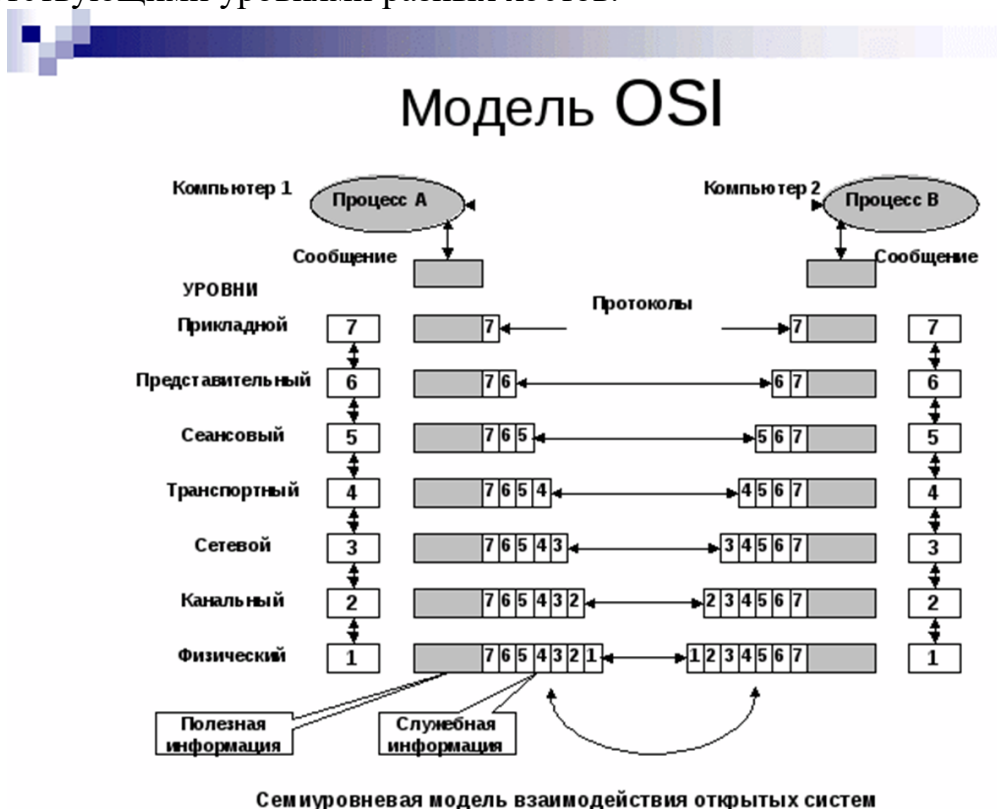 тствующими уровнями разных хостов.
Модель OSI
Компьютер 1 Процесс А Компьютер 2 Процесс В
Сообщение Сообщение
УРОВНИ Протоколы
Прикладной 7 7 7 7
Представительный 6 7 6 6 7 6
Сеансовый 5 7 6 5 5 6 7 5
Транспортный 4 7 6 5 4 4 5 6 7 4
Сетевой 3 7 6 5 4 3 3 4 5 6 7 3
Канальный 2 7 6 5 4 3 2 2 3 4 5 6 7 2
Физический 1 7 6 5 4 3 2 1 1 2 3 4 5 6 7 1
Полезная
информация
Служебная
информация
Семиуровневая модель взаимодействия открытых систем